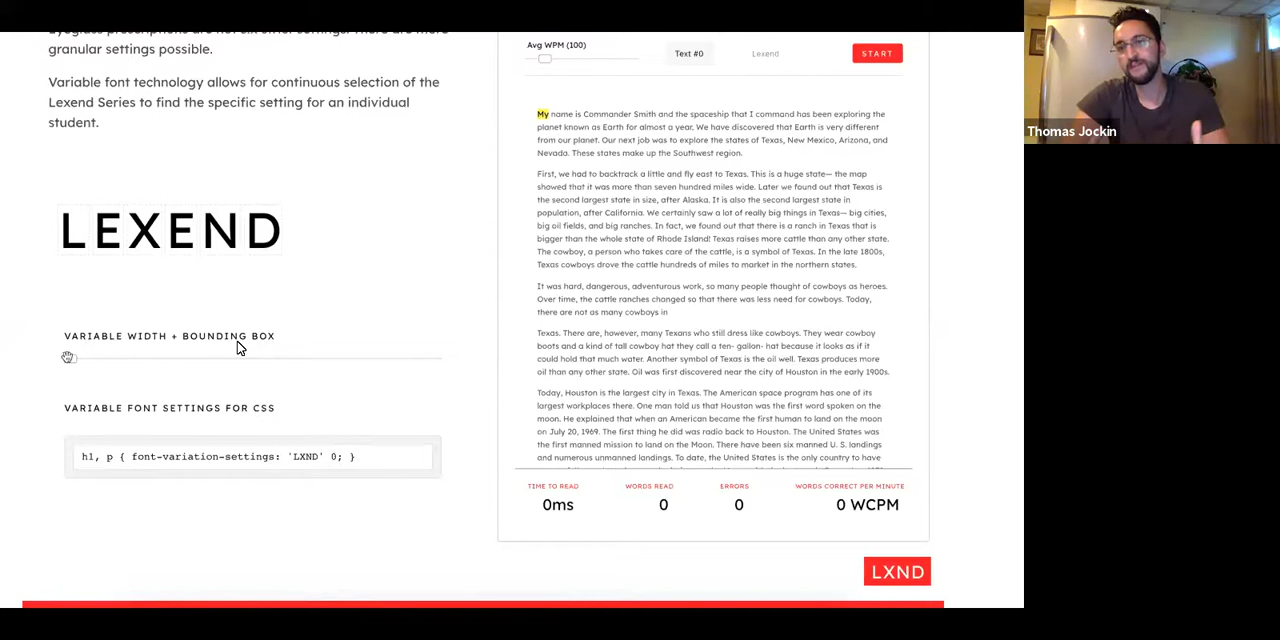 Eyeglass prescriptions are not six strict settings. There are more
granular settings possible.
Variable font technology allows for continuous selection of the
Lexend Series to find the specific setting for an individual
student.
LEXEND
VARIABLE WIDTH + BOUNDING BOX
VARIABLE FONT SETTINGS FOR CSS
h1, p { font-variation-settings: 'LXND' 0; }
Avg WPM (100)
Text #0
Lexend
START
My name is Commander Smith and the spaceship that I command has been exploring the
planet known as Earth for almost a year. We have discovered that Earth is very different
from our planet. Our next job was to explore the states of Texas, New Mexico, Arizona, and
Nevada. These states make up the Southwest region.
First, we had to backtrack a little and fly east to Texas. This is a huge state— the map
showed that it was more than seven hundred miles wide. Later we found out that Texas is
the second largest state in size, after Alaska. It is also the second largest state in
population, after California. We certainly saw a lot of really big things in Texas— big cities,
big oil fields, and big ranches. In fact, we found out that there is a ranch in Texas that is
bigger than the whole state of Rhode Island! Texas raises more cattle than any other state.
The cowboy, a person who takes care of the cattle, is a symbol of Texas. In the late 1800s,
Texas cowboys drove the cattle hundreds of miles to market in the northern states.
It was hard, dangerous, adventurous work, so many people thought of cowboys as heroes.
Over time, the cattle ranches changed so that there was less need for cowboys. Today,
there are not as many cowboys in
Texas. There are, however, many Texans who still dress like cowboys. They wear cowboy
boots and a kind of tall cowboy hat they call a ten- gallon- hat because it looks as if it
could hold that much water. Another symbol of Texas is the oil well. Texas produces more
oil than any other state. Oil was first discovered near the city of Houston in the early 1900s.
Today, Houston is the largest city in Texas. The American space program has one of its
largest workplaces there. One man told us that Houston was the first word spoken on the
moon. He explained that when an American became the first human to land on the moon
on July 20, 1969. The first thing he did was radio back to Houston. The United States was
the first manned mission to land on the Moon. There have been six manned U. S. landings
and numerous unmanned landings. To date, the United States is the only country to have
TIME TO READ
WORDS READ
ERRORS
WORDS CORRECT PER MINUTE
0ms
0
0
0 WCPM
LXND
Thomas Jockin